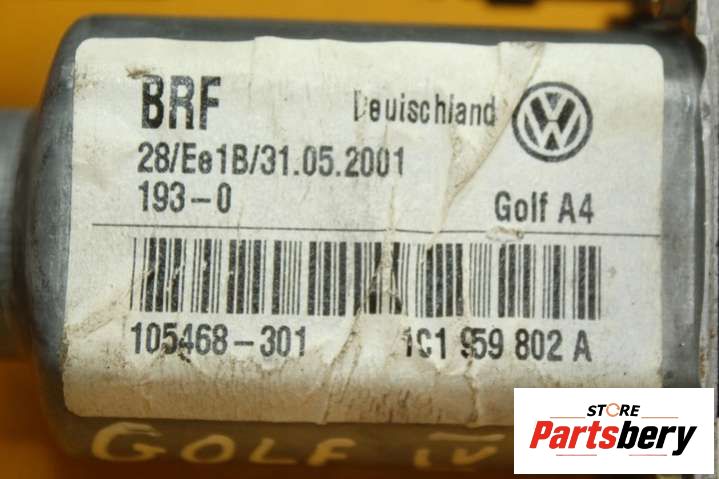 BRF Deutschland
28/Ee1B/31.05.2001
193-0 Golf A4
105468-301 1C1 959 802 A
GOLF IV
STORE
Partsbery